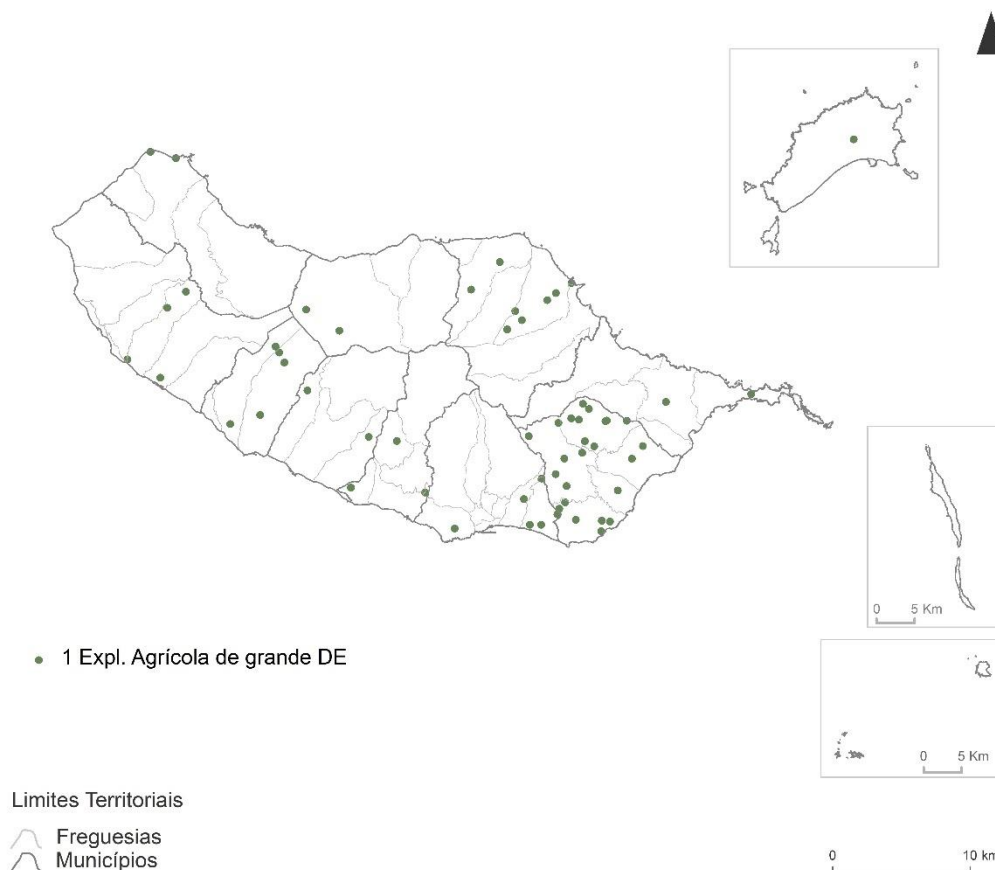 0 5 Km
0 5 Km
1 Expl. Agrícola de grande DE
Limites Territoriais
Freguesias
Municípios
0 10 km